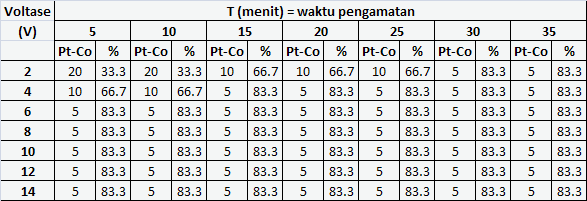 Voltase (V) T (menit) = waktu pengamatan
5 10 15 20 25 30 35
Pt-Co % Pt-Co % Pt-Co % Pt-Co % Pt-Co % Pt-Co % Pt-Co %
2 20 33.3 20 33.3 10 66.7 10 66.7 10 66.7 5 83.3 5 83.3
4 10 66.7 10 66.7 5 83.3 5 83.3 5 83.3 5 83.3 5 83.3
6 5 83.3 5 83.3 5 83.3 5 83.3 5 83.3 5 83.3 5 83.3
8 5 83.3 5 83.3 5 83.3 5 83.3 5 83.3 5 83.3 5 83.3
10 5 83.3 5 83.3 5 83.3 5 83.3 5 83.3 5 83.3 5 83.3
12 5 83.3 5 83.3 5 83.3 5 83.3 5 83.3 5 83.3 5 83.3
14 5 83.3 5 83.3 5 83.3 5 83.3 5 83.3 5 83.3 5 83.3